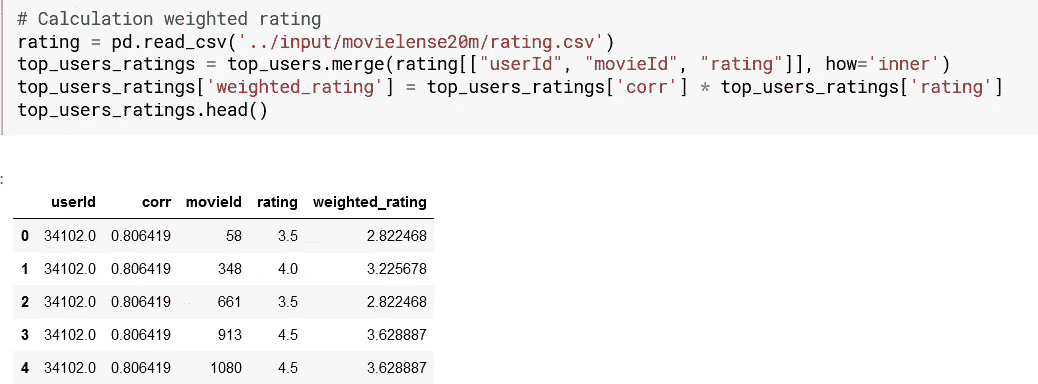 # Calculation weighted rating
rating = pd.read_csv('../input/movielense20m/rating.csv')
top_users_ratings = top_users.merge(rating[["userId", "movieId", "rating"]], how='inner')
top_users_ratings['weighted_rating'] = top_users_ratings['corr'] * top_users_ratings['rating']
top_users_ratings.head()
:
userId corr movieId rating weighted_rating
0 34102.0 0.806419 58 3.5 2.822468
1 34102.0 0.806419 348 4.0 3.225678
2 34102.0 0.806419 661 3.5 2.822468
3 34102.0 0.806419 913 4.5 3.628887
4 34102.0 0.806419 1080 4.5 3.628887